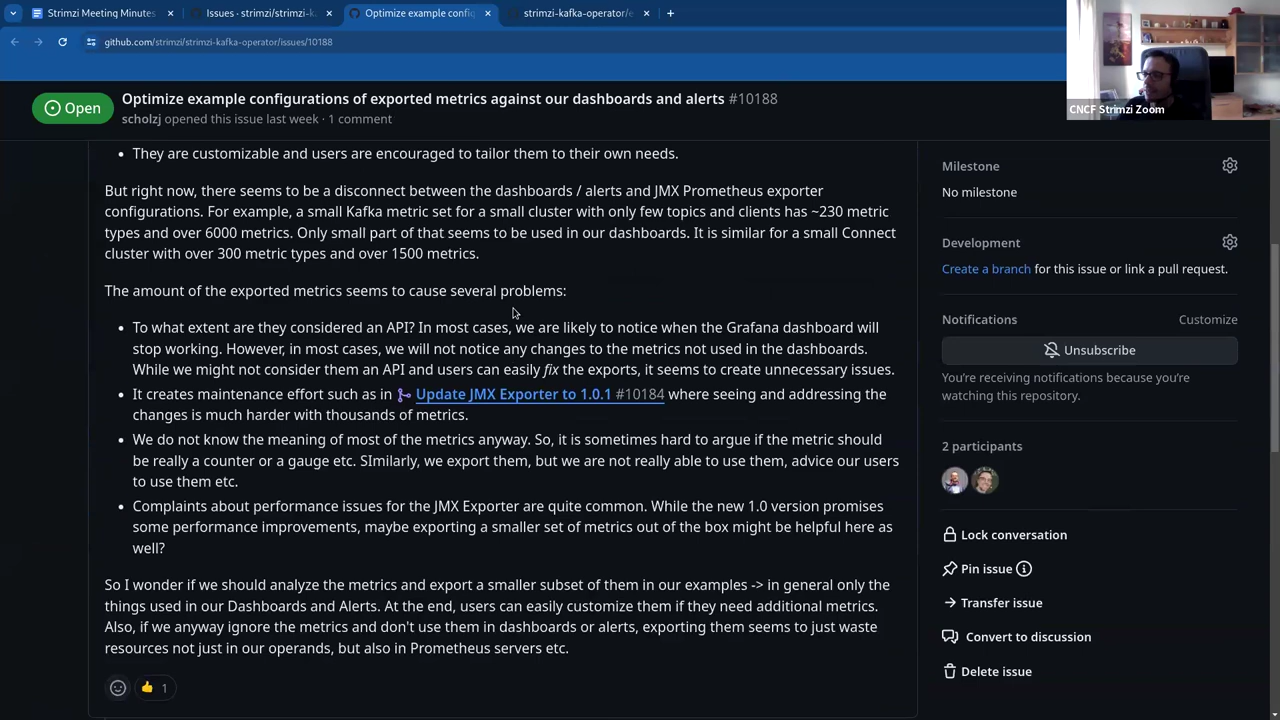 Strimzi Meeting Minutes
Issues · strimzi/strimzi-k
Optimize example config
strimzi-kafka-operator/e
github.com/strimzi/strimzi-kafka-operator/issues/10188
CNCF Strimzi Zoom
Open
Optimize example configurations of exported metrics against our dashboards and alerts #10188
scholzj opened this issue last week · 1 comment
They are customizable and users are encouraged to tailor them to their own needs.
But right now, there seems to be a disconnect between the dashboards / alerts and JMX Prometheus exporter
configurations. For example, a small Kafka metric set for a small cluster with only few topics and clients has ~230 metric
types and over 6000 metrics. Only small part of that seems to be used in our dashboards. It is similar for a small Connect
cluster with over 300 metric types and over 1500 metrics.
The amount of the exported metrics seems to cause several problems:
To what extent are they considered an API? In most cases, we are likely to notice when the Grafana dashboard will
stop working. However, in most cases, we will not notice any changes to the metrics not used in the dashboards.
While we might not consider them an API and users can easily fix the exports, it seems to create unnecessary issues.
It creates maintenance effort such as in Update JMX Exporter to 1.0.1 #10184 where seeing and addressing the
changes is much harder with thousands of metrics.
We do not know the meaning of most of the metrics anyway. So, it is sometimes hard to argue if the metric should
be really a counter or a gauge etc. SImilarly, we export them, but we are not really able to use them, advice our users
to use them etc.
Complaints about performance issues for the JMX Exporter are quite common. While the new 1.0 version promises
some performance improvements, maybe exporting a smaller set of metrics out of the box might be helpful here as
well?
So I wonder if we should analyze the metrics and export a smaller subset of them in our examples -> in general only the
things used in our Dashboards and Alerts. At the end, users can easily customize them if they need additional metrics.
Also, if we anyway ignore the metrics and don't use them in dashboards or alerts, exporting them seems to just waste
resources not just in our operands, but also in Prometheus servers etc.
1
Milestone
No milestone
Development
Create a branch for this issue or link a pull request.
Notifications
Customize
Unsubscribe
You're receiving notifications because you're
watching this repository.
2 participants
Lock conversation
Pin issue
Transfer issue
Convert to discussion
Delete issue